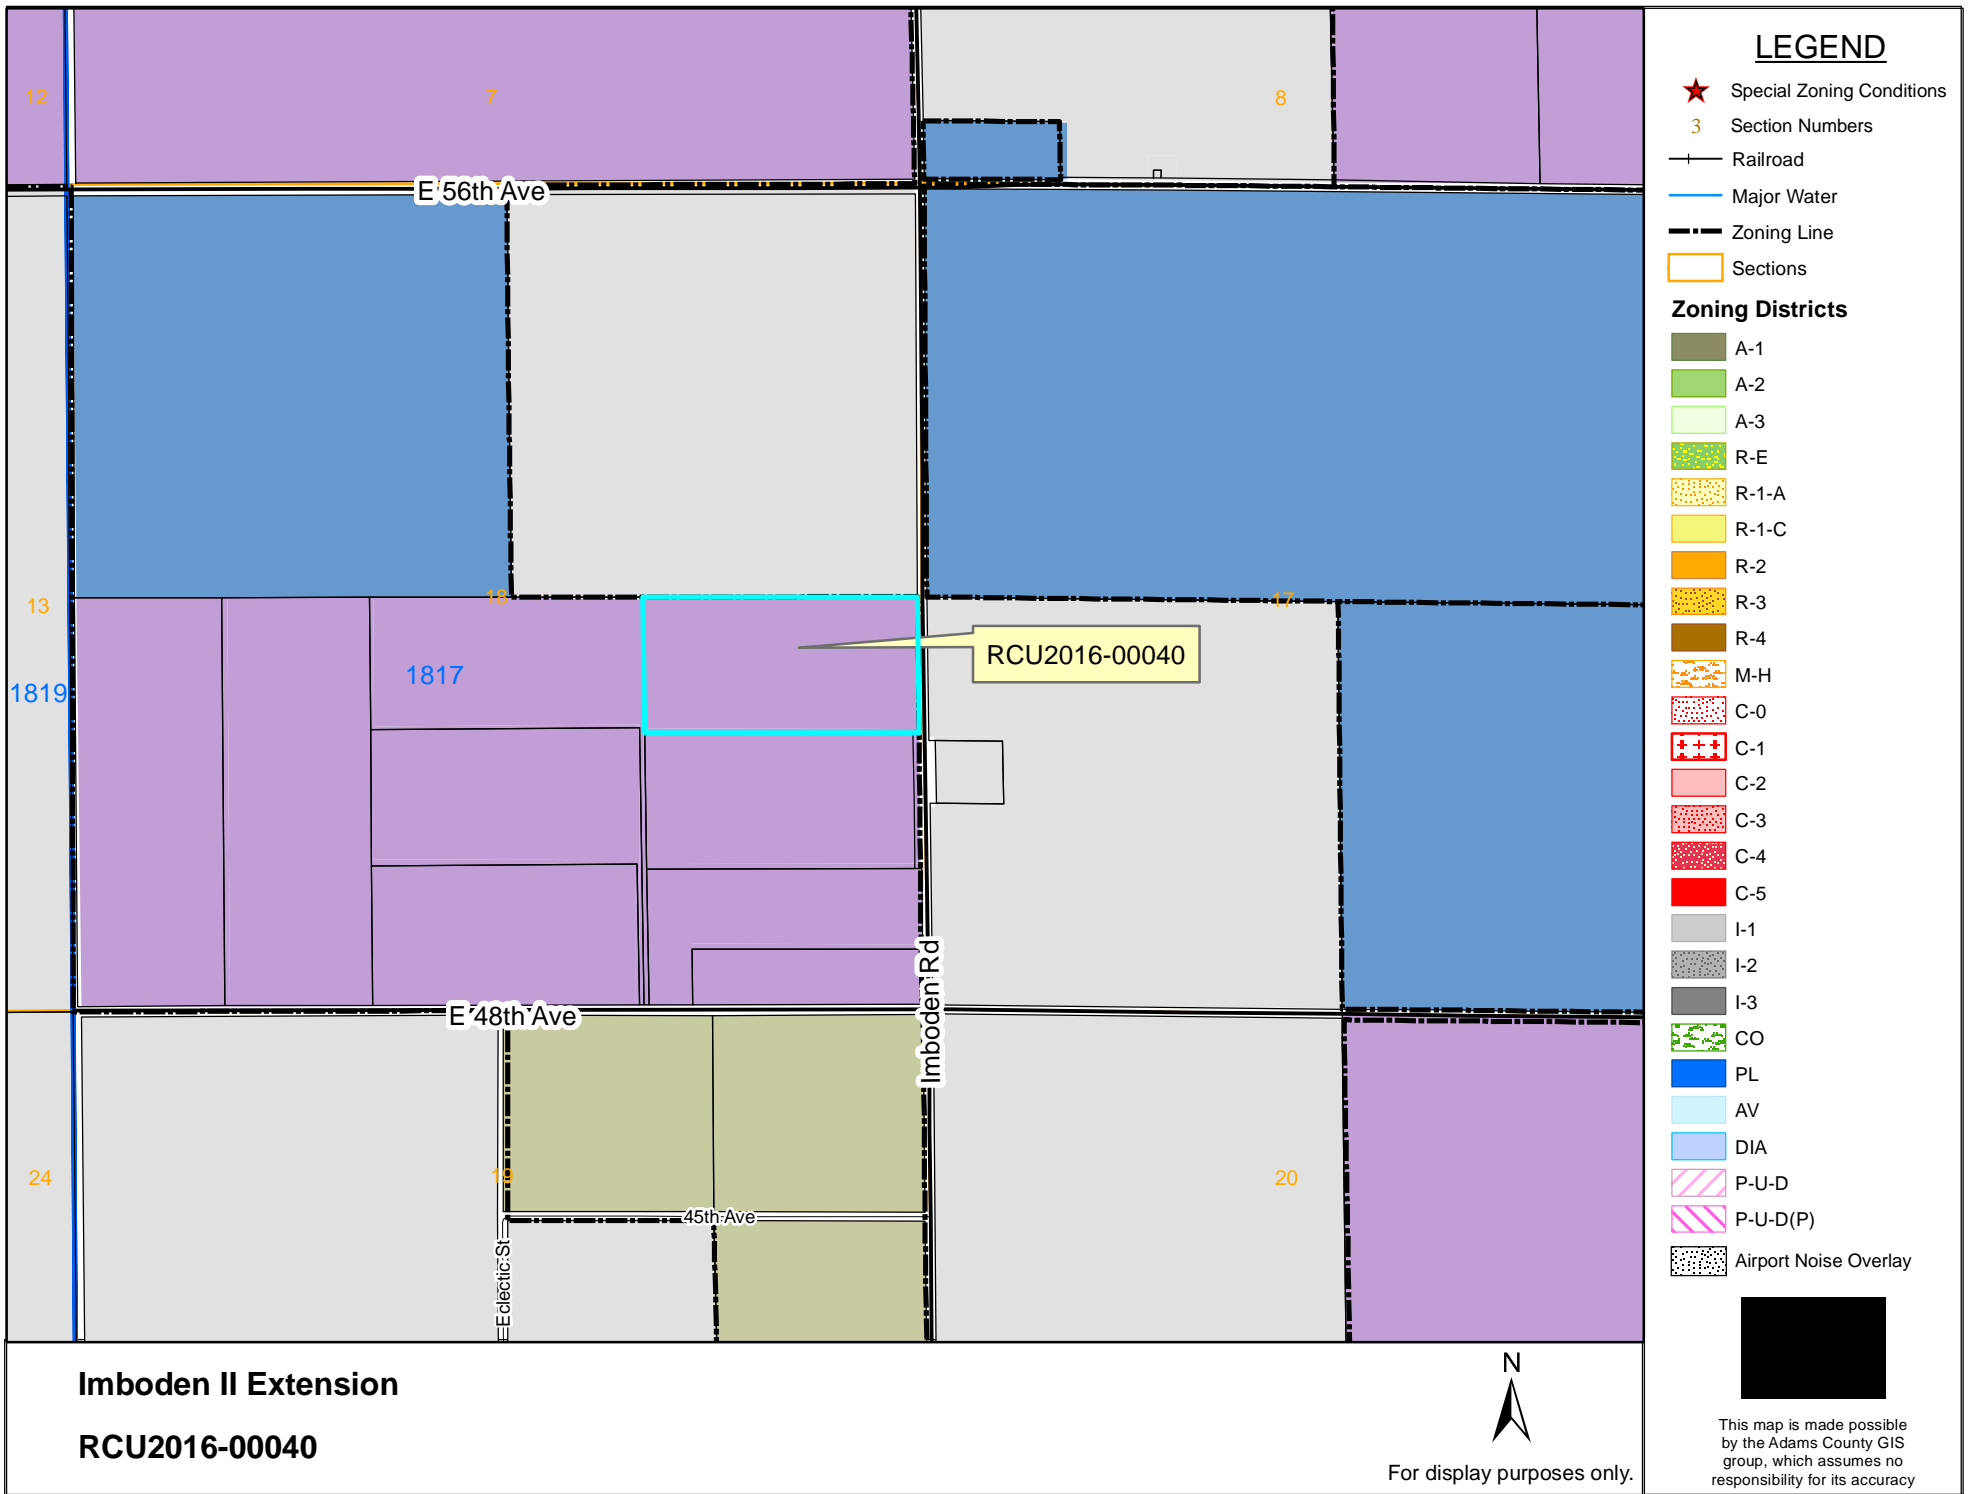 12
7
8
E 56th Ave
13
18
17
1817
1819
RCU2016-00040
E 48th Ave
Imboden Rd
24
19
20
45th Ave
Eclectic St
Imboden II Extension
RCU2016-00040
N
For display purposes only.
LEGEND
Special Zoning Conditions
3 Section Numbers
Railroad
Major Water
Zoning Line
Sections
Zoning Districts
A-1
A-2
A-3
R-E
R-1-A
R-1-C
R-2
R-3
R-4
M-H
C-0
C-1
C-2
C-3
C-4
C-5
I-1
I-2
I-3
CO
PL
AV
DIA
P-U-D
P-U-D(P)
Airport Noise Overlay
This map is made possible
by the Adams County GIS
group, which assumes no
responsibility for its accuracy